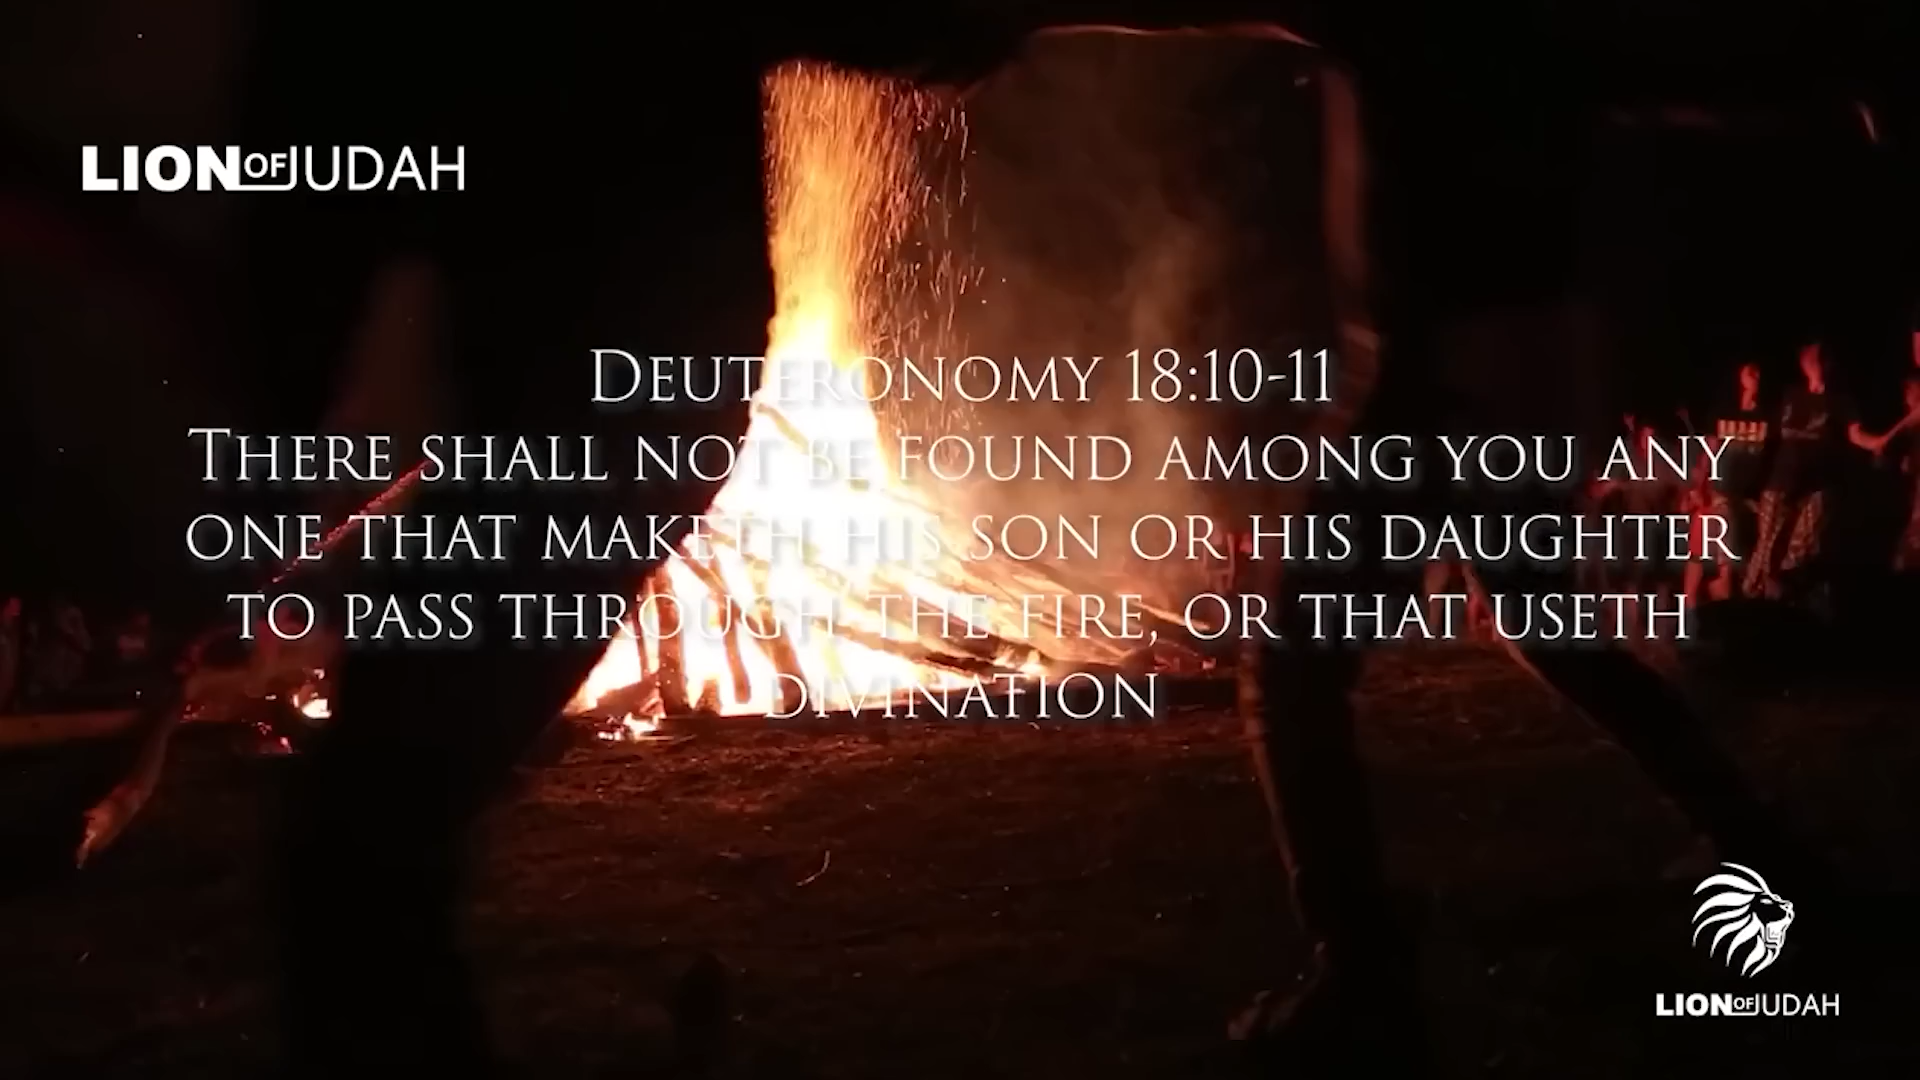 LION OF JUDAH
DEUTERONOMY 18:10-11
THERE SHALL NOT BE FOUND AMONG YOU ANY
ONE THAT MAKETH HIS SON OR HIS DAUGHTER
TO PASS THROUGH THE FIRE, OR THAT USETH
DIVINATION
LION OF JUDAH